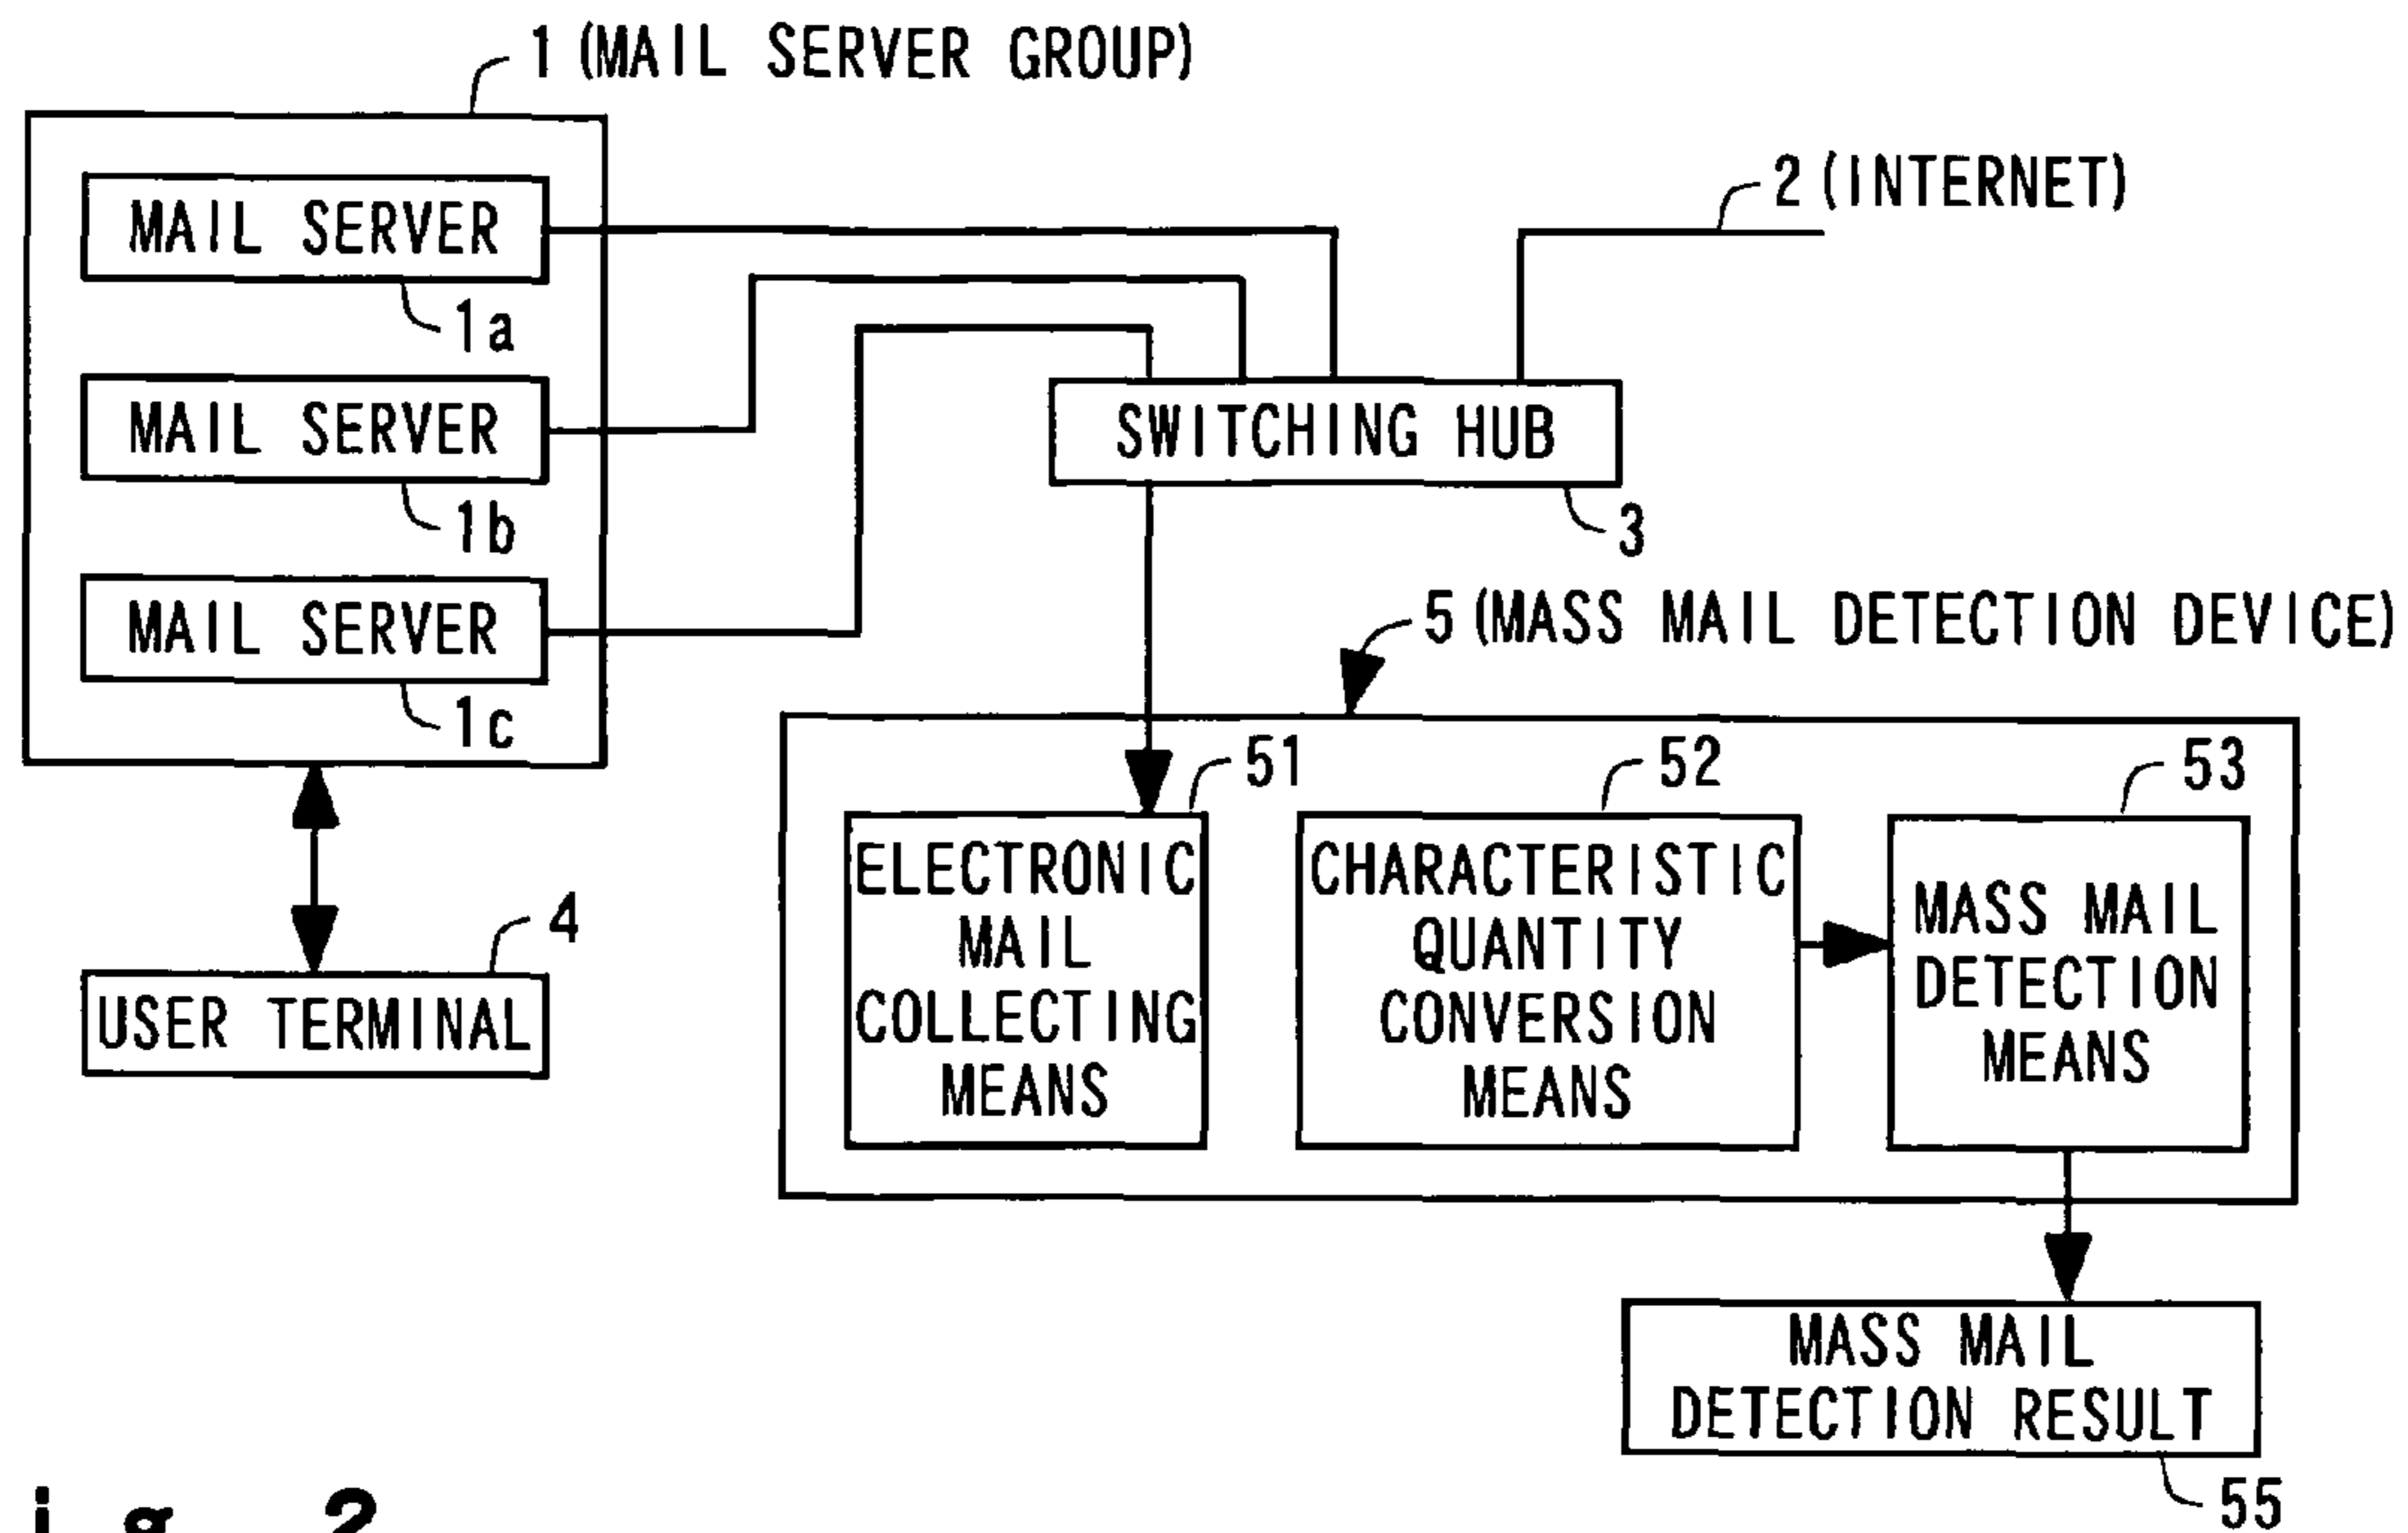 1 (MAIL SERVER GROUP)
MAIL SERVER
1a
MAIL SERVER
1b
MAIL SERVER
1c
2 (INTERNET)
SWITCHING HUB
3
4
USER TERMINAL
5 (MASS MAIL DETECTION DEVICE)
51
ELECTRONIC
MAIL
COLLECTING
MEANS
52
CHARACTERISTIC
QUANTITY
CONVERSION
MEANS
53
MASS MAIL
DETECTION
MEANS
MASS MAIL
DETECTION RESULT
55
ig. 2